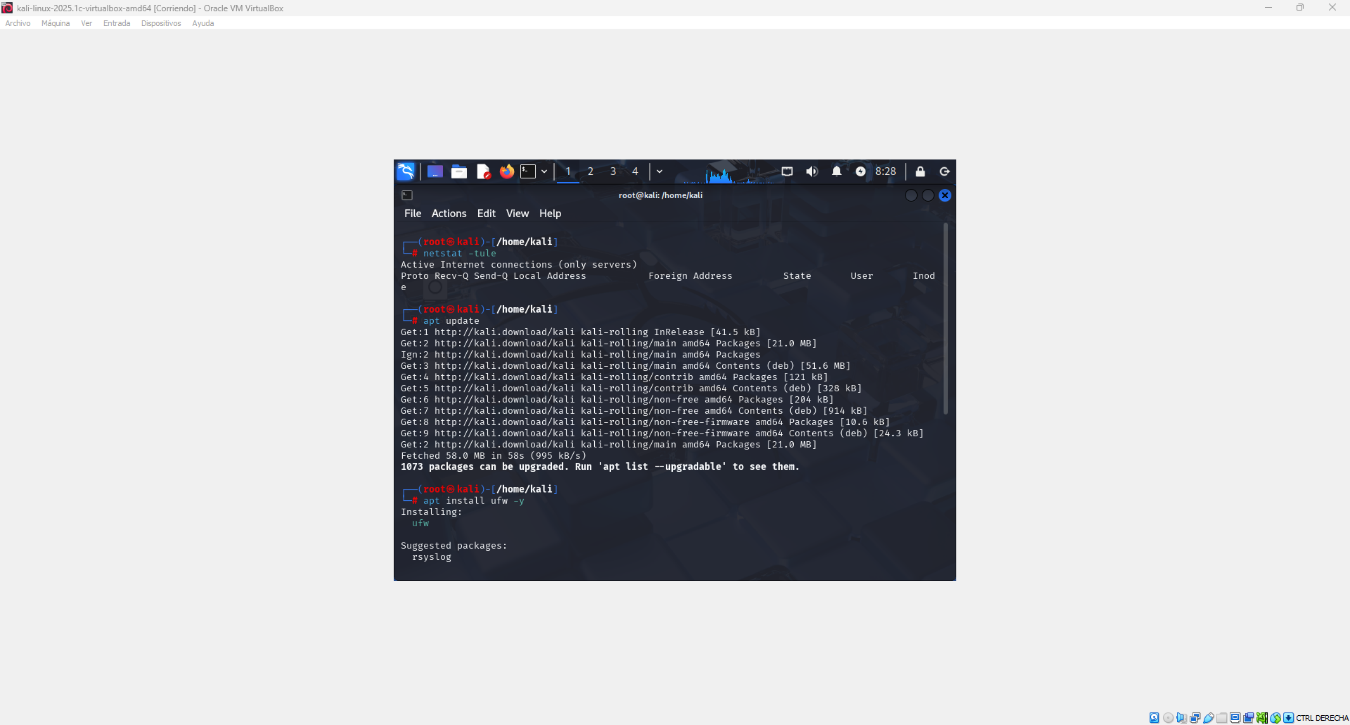 kali-linux-2025.1c-virtualbox-amd64 [Corriendo] - Oracle VM VirtualBox
Archivo Máquina Ver Entrada Dispositivos Ayuda
1 2 3 4 8:28
root@kali: /home/kali
File Actions Edit View Help
┌──(root㉿kali)-[/home/kali]
└─# netstat -tule
Active Internet connections (only servers)
Proto Recv-Q Send-Q Local Address Foreign Address State User Inod
e
┌──(root㉿kali)-[/home/kali]
└─# apt update
Get:1 http://kali.download/kali kali-rolling InRelease [41.5 kB]
Get:2 http://kali.download/kali kali-rolling/main amd64 Packages [21.0 MB]
Ign:2 http://kali.download/kali kali-rolling/main amd64 Packages
Get:3 http://kali.download/kali kali-rolling/main amd64 Contents (deb) [51.6 MB]
Get:4 http://kali.download/kali kali-rolling/contrib amd64 Packages [121 kB]
Get:5 http://kali.download/kali kali-rolling/contrib amd64 Contents (deb) [328 kB]
Get:6 http://kali.download/kali kali-rolling/non-free amd64 Packages [204 kB]
Get:7 http://kali.download/kali kali-rolling/non-free amd64 Contents (deb) [914 kB]
Get:8 http://kali.download/kali kali-rolling/non-free-firmware amd64 Packages [10.6 kB]
Get:9 http://kali.download/kali kali-rolling/non-free-firmware amd64 Contents (deb) [24.3 kB]
Get:2 http://kali.download/kali kali-rolling/main amd64 Packages [21.0 MB]
Fetched 58.0 MB in 58s (995 kB/s)
1073 packages can be upgraded. Run 'apt list --upgradable' to see them.
┌──(root㉿kali)-[/home/kali]
└─# apt install ufw -y
Installing:
ufw
Suggested packages:
rsyslog
CTRL DERECHA